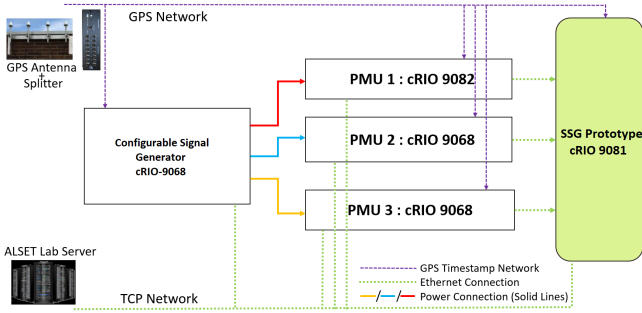 GPS Network
GPS Antenna
+
Splitter
PMU 1 : cRIO 9082
PMU 2 : cRIO 9068
PMU 3 : cRIO 9068
Configurable Signal
Generator
cRIO-9068
SSG Prototype
cRIO 9081
ALSET Lab Server
TCP Network
GPS Timestamp Network
Ethernet Connection
/ / Power Connection (Solid Lines)